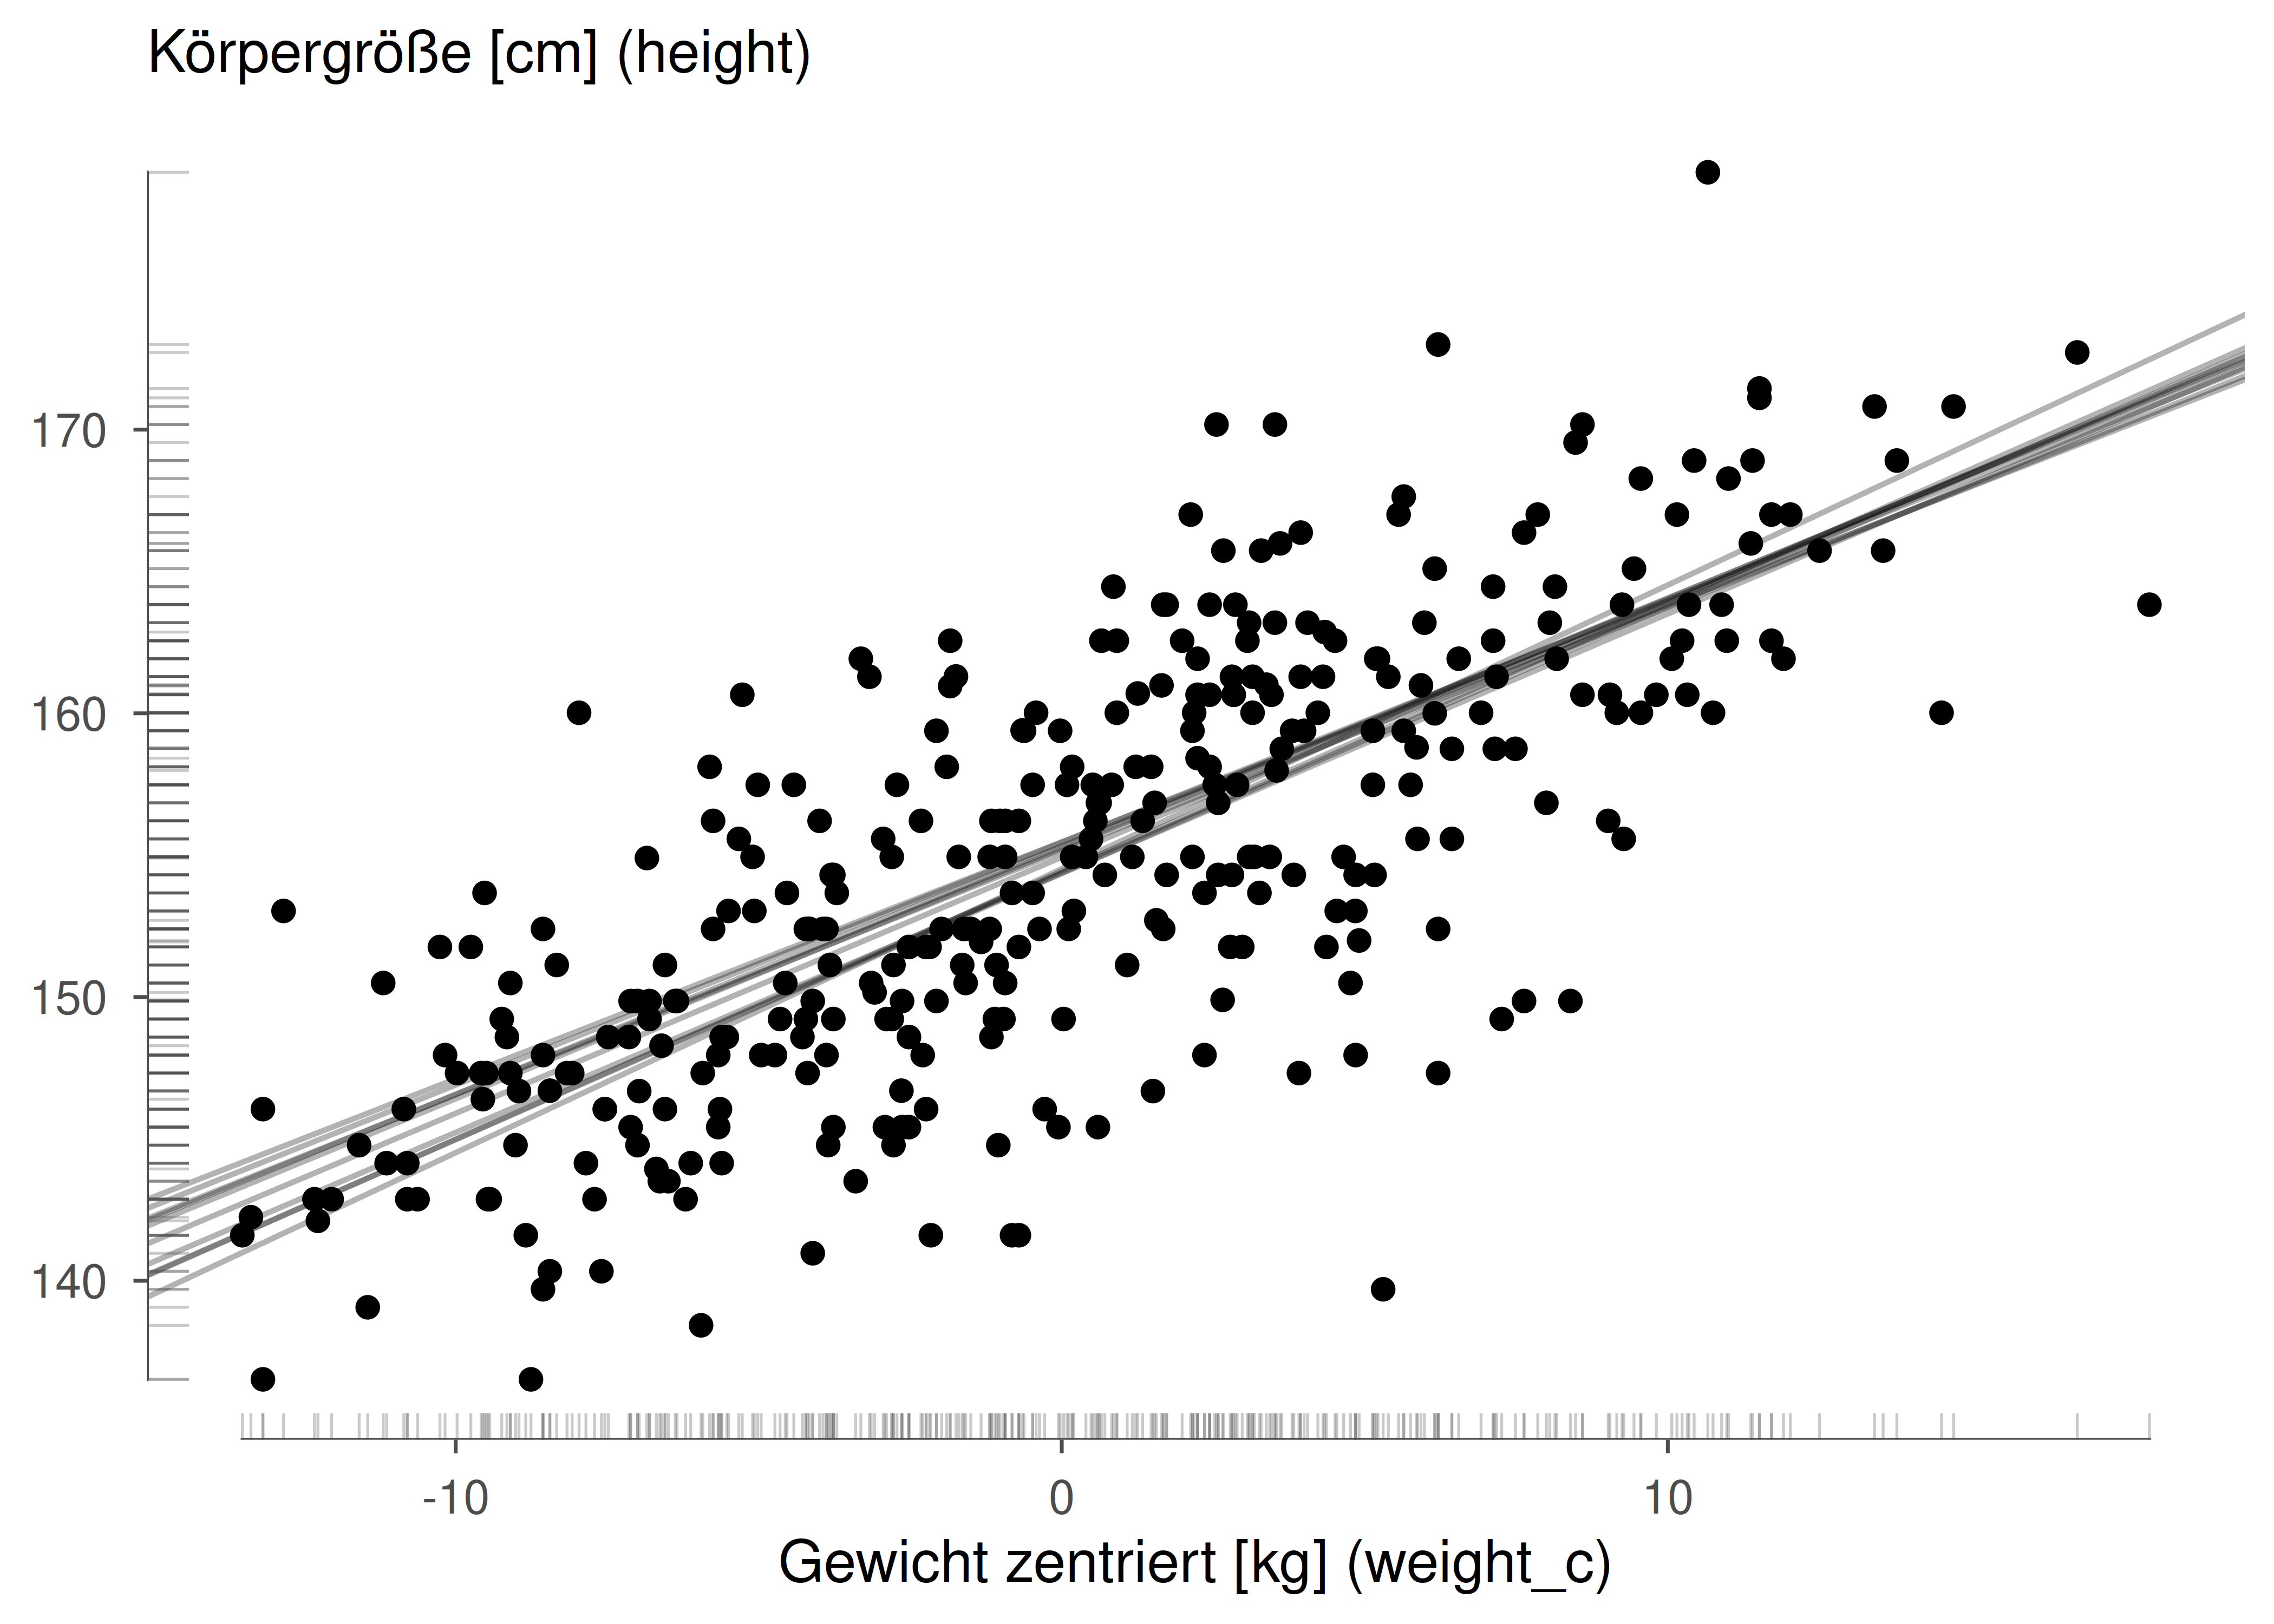 Körpergröße [cm] (height)
170
160
150
140
-10 0 10
Gewicht zentriert [kg] (weight_c)